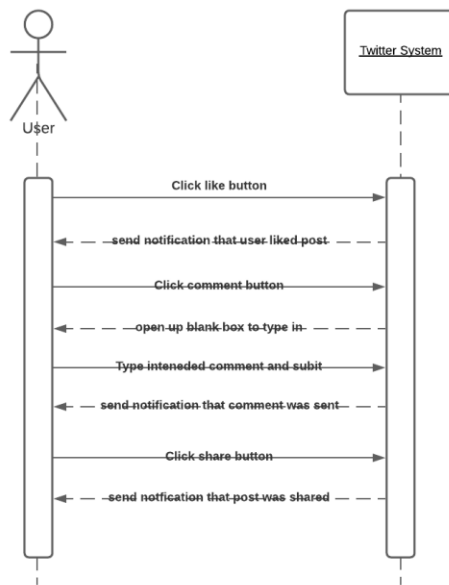 Twitter System
User
Click like button
send notification that user liked post
Click comment button
open up blank box to type in
Type inteneded comment and subit
send notification that comment was sent
Click share button
send notfication that post was shared